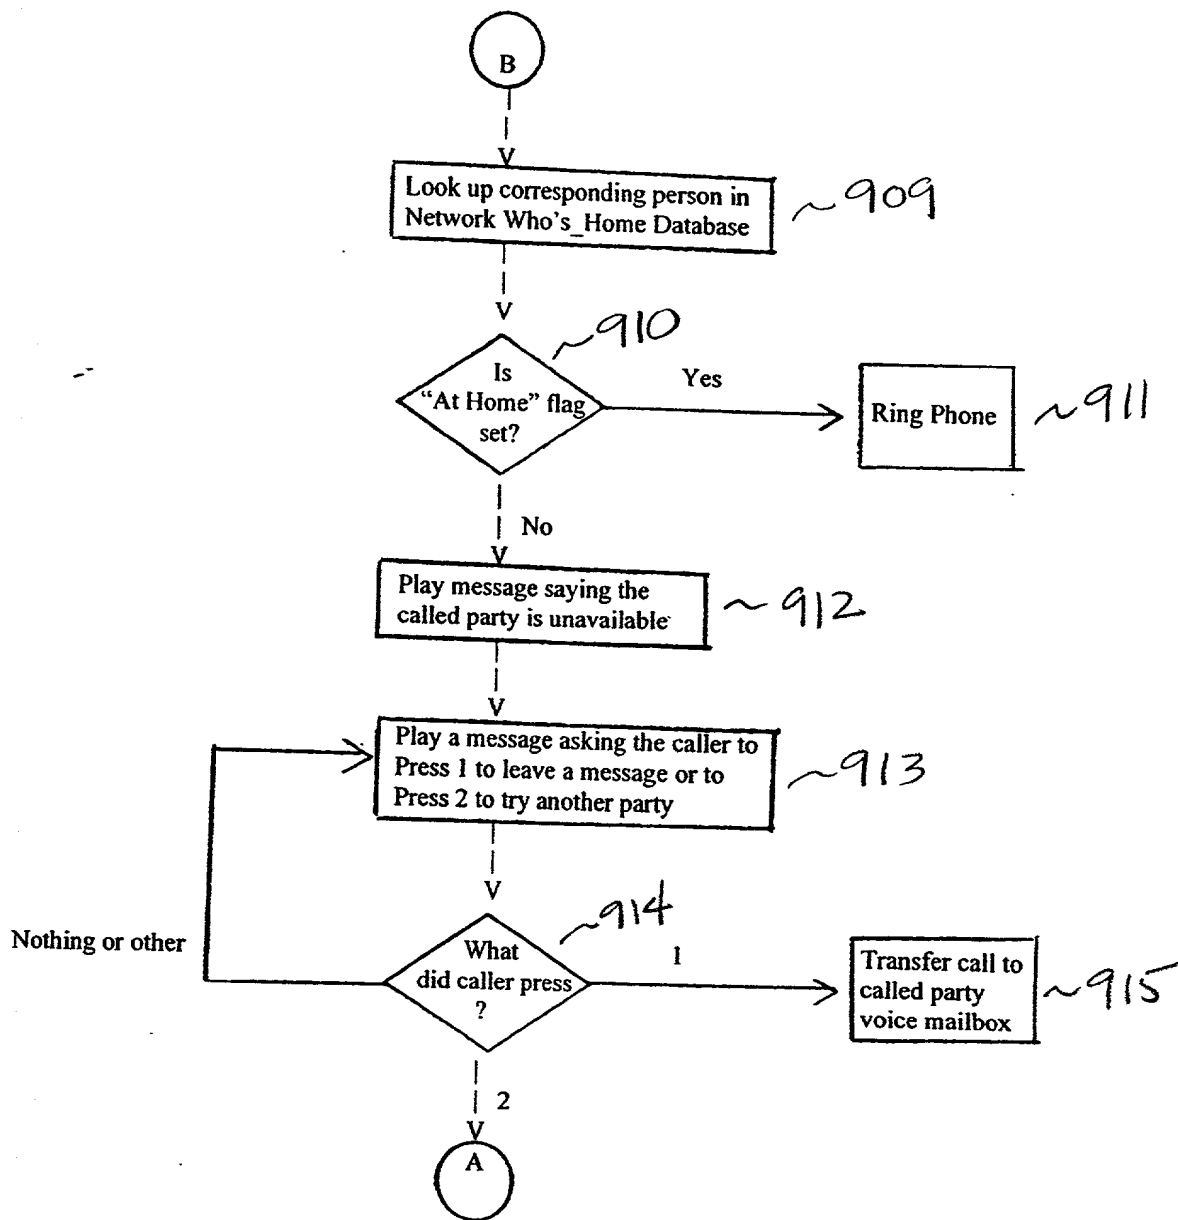 B
V
Look up corresponding person in
Network Who's_Home Database
~909
V
~910
Is
“At Home” flag
set?
Yes
Ring Phone
~911
No
V
Play message saying the
called party is unavailable
~912
V
Play a message asking the caller to
Press 1 to leave a message or to
Press 2 to try another party
~913
V
~914
Nothing or other
What
did caller press
?
1
Transfer call to
called party
voice mailbox
~915
2
V
A